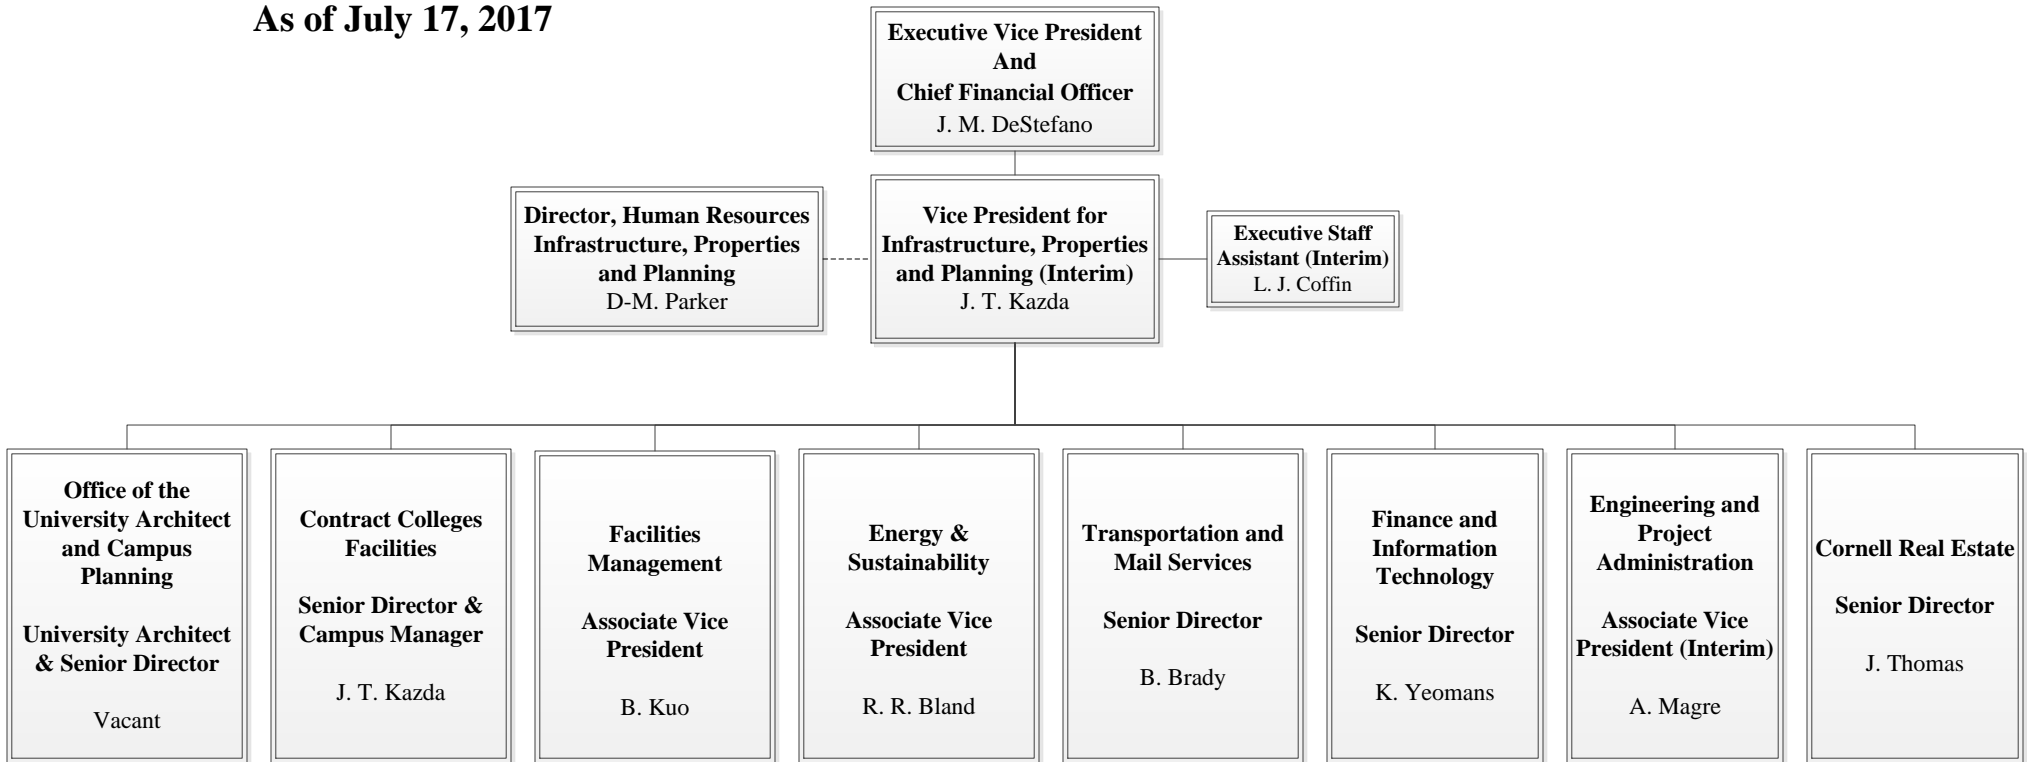 As of July 17, 2017
Executive Vice President
And
Chief Financial Officer
J. M. DeStefano
Director, Human Resources
Infrastructure, Properties
and Planning
D-M. Parker
Vice President for
Infrastructure, Properties
and Planning (Interim)
J. T. Kazda
Executive Staff
Assistant (Interim)
L. J. Coffin
Office of the
University Architect
and Campus
Planning
University Architect
& Senior Director
Vacant
Contract Colleges
Facilities
Senior Director &
Campus Manager
J. T. Kazda
Facilities
Management
Associate Vice
President
B. Kuo
Energy &
Sustainability
Associate Vice
President
R. R. Bland
Transportation and
Mail Services
Senior Director
B. Brady
Finance and
Information
Technology
Senior Director
K. Yeomans
Engineering and
Project
Administration
Associate Vice
President (Interim)
A. Magre
Cornell Real Estate
Senior Director
J. Thomas